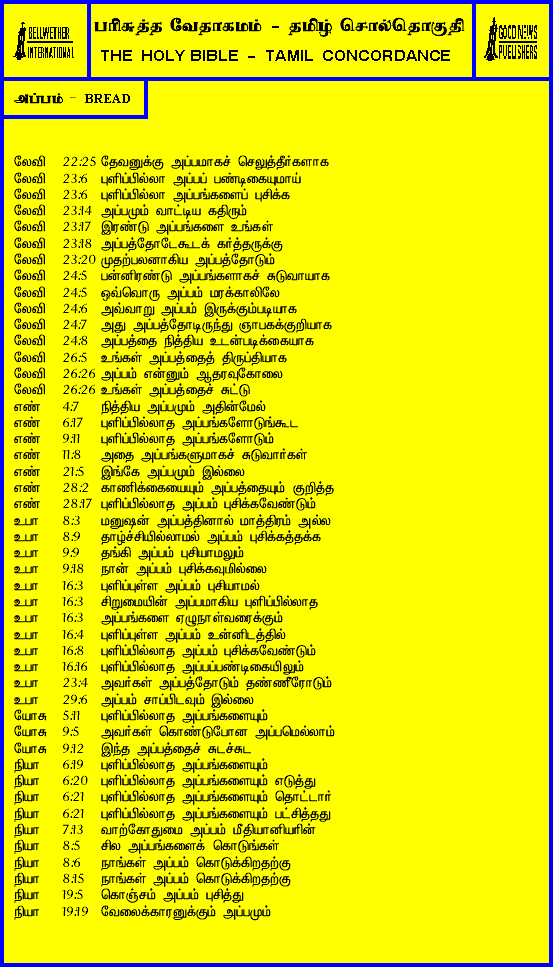 BELLWETHER
INTERNATIONAL
பரிசுத்த வேதாகமம் - தமிழ் சொல்தொகுதி
THE HOLY BIBLE - TAMIL CONCORDANCE
GOOD NEWS
PUBLISHERS
அப்பம் - BREAD
லேவி 22:25 தேவனுக்கு அப்பமாகச் செலுத்தீர்களாக
லேவி 23:6 புளிப்பில்லா அப்பப் பண்டிகையுமாய்
லேவி 23:6 புளிப்பில்லா அப்பங்களைப் புசிக்க
லேவி 23:14 அப்பமும் வாட்டிய கதிரும்
லேவி 23:17 இரண்டு அப்பங்களை உங்கள்
லேவி 23:18 அப்பத்தோடேகூடக் கர்த்தருக்கு
லேவி 23:20 முதற்பலனாகிய அப்பத்தோடும்
லேவி 24:5 பன்னிரண்டு அப்பங்களாகச் சுடுவாயாக
லேவி 24:5 ஒவ்வொரு அப்பம் மரக்காலிலே
லேவி 24:6 அவ்வாறு அப்பம் இருக்கும்படியாக
லேவி 24:7 அது அப்பத்தோடிருந்து ஞாபகக்குறியாக
லேவி 24:8 அப்பத்தை நித்திய உடன்படிக்கையாக
லேவி 26:5 உங்கள் அப்பத்தைத் திருப்தியாக
லேவி 26:26 அப்பம் என்னும் ஆதரவுகோலை
லேவி 26:26 உங்கள் அப்பத்தைச் சுட்டு
எண் 4:7 நித்திய அப்பமும் அதின்மேல்
எண் 6:17 புளிப்பில்லாத அப்பங்களோடுங்கூட
எண் 9:11 புளிப்பில்லாத அப்பங்களோடும்
எண் 11:8 அதை அப்பங்களுமாகச் சுடுவார்கள்
எண் 21:5 இங்கே அப்பமும் இல்லை
எண் 28:2 காணிக்கையையும் அப்பத்தையும் குறித்த
எண் 28:17 புளிப்பில்லாத அப்பம் புசிக்கவேண்டும்
உபா 8:3 மனுஷன் அப்பத்தினால் மாத்திரம் அல்ல
உபா 8:9 தாழ்ச்சியில்லாமல் அப்பம் புசிக்கத்தக்க
உபா 9:9 தங்கி அப்பம் புசியாமலும்
உபா 9:18 நான் அப்பம் புசிக்கவுமில்லை
உபா 16:3 புளிப்புள்ள அப்பம் புசியாமல்
உபா 16:3 சிறுமையின் அப்பமாகிய புளிப்பில்லாத
உபா 16:3 அப்பங்களை ஏழுநாள்வரைக்கும்
உபா 16:4 புளிப்புள்ள அப்பம் உன்னிடத்தில்
உபா 16:8 புளிப்பில்லாத அப்பம் புசிக்கவேண்டும்
உபா 16:16 புளிப்பில்லாத அப்பப்பண்டிகையிலும்
உபா 23:4 அவர்கள் அப்பத்தோடும் தண்ணீரோடும்
உபா 29:6 அப்பம் சாப்பிடவும் இல்லை
யோசு 5:11 புளிப்பில்லாத அப்பங்களையும்
யோசு 9:5 அவர்கள் கொண்டுபோன அப்பமெல்லாம்
யோசு 9:12 இந்த அப்பத்தைச் சுடச்சுட
நியா 6:19 புளிப்பில்லாத அப்பங்களையும்
நியா 6:20 புளிப்பில்லாத அப்பங்களையும் எடுத்து
நியா 6:21 புளிப்பில்லாத அப்பங்களையும் தொட்டார்
நியா 6:21 புளிப்பில்லாத அப்பங்களையும் பட்சித்தது
நியா 7:13 வாற்கோதுமை அப்பம் மீதியானியரின்
நியா 8:5 சில அப்பங்களைக் கொடுங்கள்
நியா 8:6 நாங்கள் அப்பம் கொடுக்கிறதற்கு
நியா 8:15 நாங்கள் அப்பம் கொடுக்கிறதற்கு
நியா 19:5 கொஞ்சம் அப்பம் புசித்து
நியா 19:19 வேலைக்காரனுக்கும் அப்பமும்